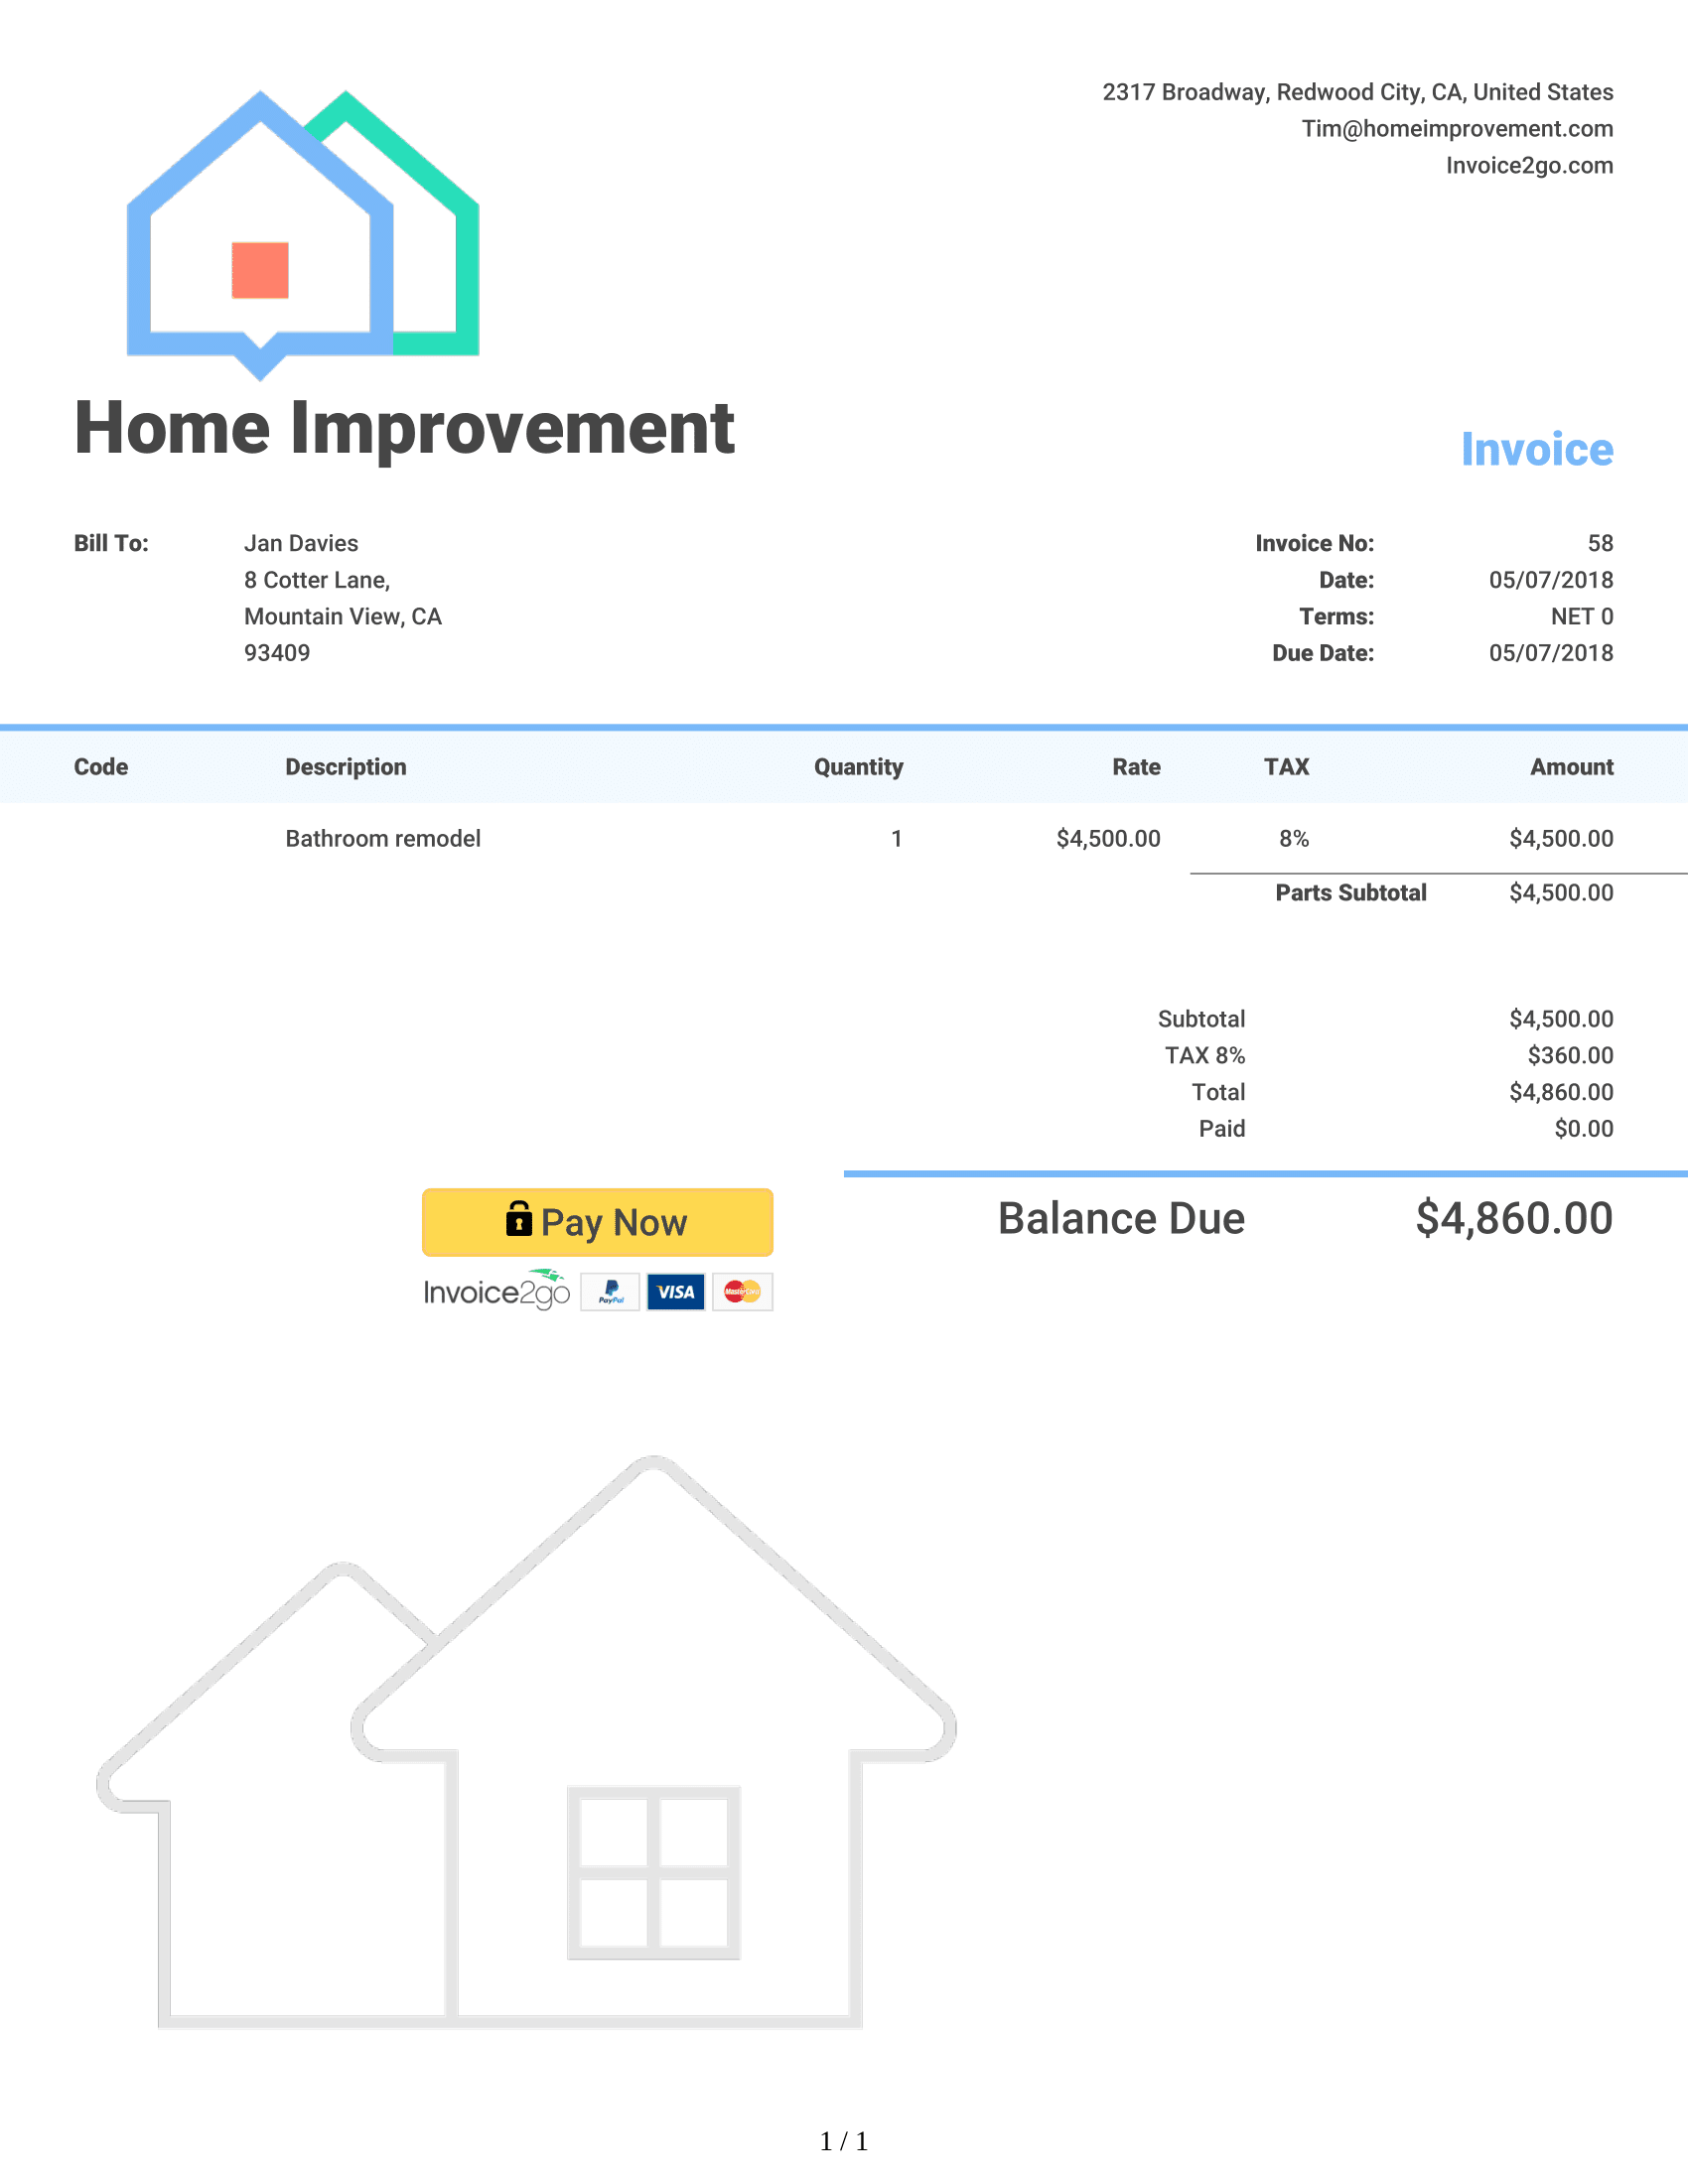 2317 Broadway, Redwood City, CA, United States
Tim@homeimprovement.com
Invoice2go.com
Home Improvement
Invoice
Bill To: Jan Davies
8 Cotter Lane,
Mountain View, CA
93409
Invoice No: 58
Date: 05/07/2018
Terms: NET 0
Due Date: 05/07/2018
Code Description Quantity Rate TAX Amount
Bathroom remodel 1 $4,500.00 8% $4,500.00
Parts Subtotal $4,500.00
Subtotal $4,500.00
TAX 8% $360.00
Total $4,860.00
Paid $0.00
Balance Due $4,860.00
Pay Now
Invoice2go PayPal VISA MasterCard
1 / 1